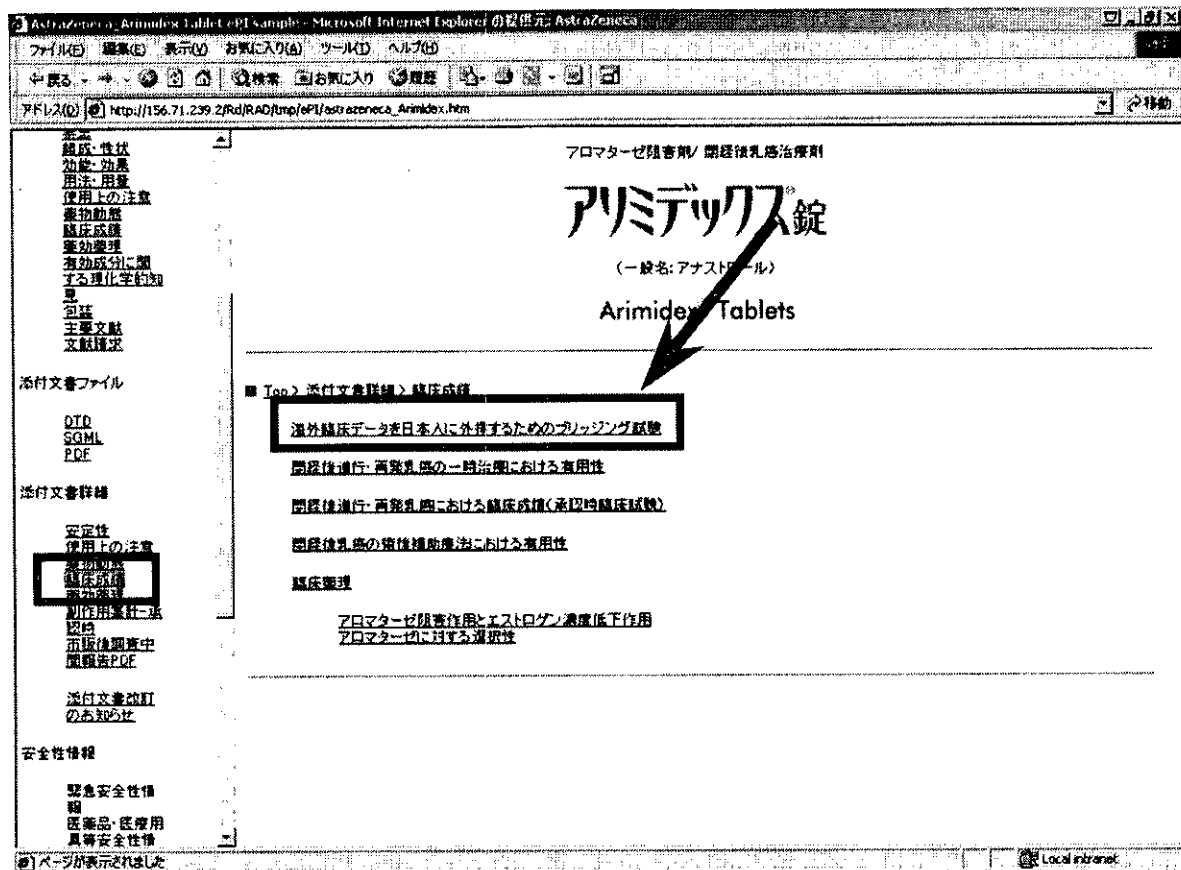 AstraZeneca_Arimidex Tablet ePI sample - Microsoft Internet Explorer の提供元: AstraZeneca
ファイル(F) 編集(E) 表示(V) お気に入り(A) ツール(T) ヘルプ(H)
戻る 検索 お気に入り 履歴
アドレス(D) http://156.71.239.2/Rd/RAD/tmp/ePI/astrazeneca_Arimidex.htm 移動
組成・性状
効能・効果
用法・用量
使用上の注意
薬物動態
臨床成績
薬効薬理
有効成分に関
する理化学的知
見
包装
主要文献
文献請求
添付文書ファイル
DTD
SGML
PDF
添付文書詳細
安定性
使用上の注意
薬物動態
臨床成績
薬効薬理
副作用集計-承
認時
市販後調査中
間報告PDF
添付文書改訂
のお知らせ
安全性情報
緊急安全性情
報
医薬品・医療用
具等安全性情
アロマターゼ阻害剤/ 閉経後乳癌治療剤
アリミデックス®錠
(一般名:アナストロゾール)
Arimidex Tablets
■ Top > 添付文書詳細 > 臨床成績
海外臨床データを日本人に外挿するためのブリッジング試験
閉経後進行・再発乳癌の一時治療における有用性
閉経後進行・再発乳癌における臨床成績(承認時臨床試験)
閉経後乳癌の術後補助療法における有用性
臨床薬理
アロマターゼ阻害作用とエストロゲン濃度低下作用
アロマターゼに対する選択性
ページが表示されました Local intranet